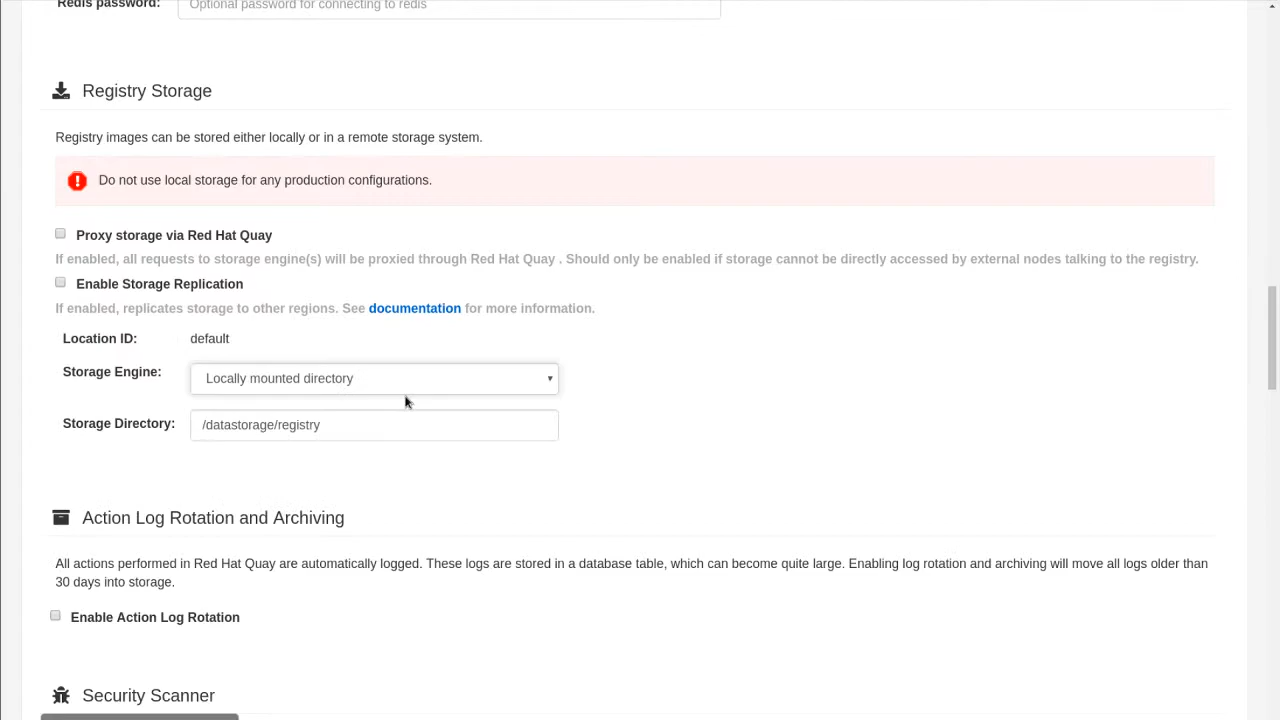 Redis password: Optional password for connecting to redis
Registry Storage
Registry images can be stored either locally or in a remote storage system.
Do not use local storage for any production configurations.
Proxy storage via Red Hat Quay
If enabled, all requests to storage engine(s) will be proxied through Red Hat Quay . Should only be enabled if storage cannot be directly accessed by external nodes talking to the registry.
Enable Storage Replication
If enabled, replicates storage to other regions. See documentation for more information.
Location ID: default
Storage Engine: Locally mounted directory
Storage Directory: /datastorage/registry
Action Log Rotation and Archiving
All actions performed in Red Hat Quay are automatically logged. These logs are stored in a database table, which can become quite large. Enabling log rotation and archiving will move all logs older than
30 days into storage.
Enable Action Log Rotation
Security Scanner